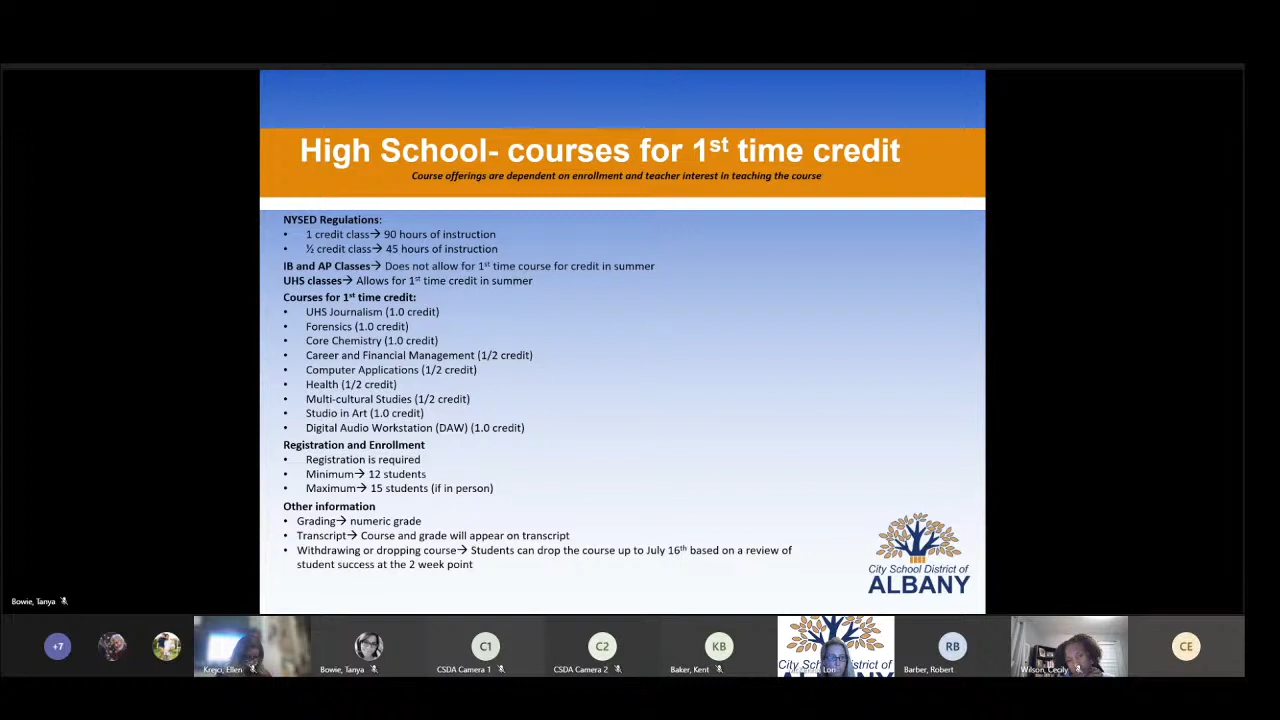 High School- courses for 1st time credit
Course offerings are dependent on enrollment and teacher interest in teaching the course
NYSED Regulations:
• 1 credit class→ 90 hours of instruction
• ½ credit class→ 45 hours of instruction
IB and AP Classes→ Does not allow for 1st time course for credit in summer
UHS classes→ Allows for 1st time credit in summer
Courses for 1st time credit:
• UHS Journalism (1.0 credit)
• Forensics (1.0 credit)
• Core Chemistry (1.0 credit)
• Career and Financial Management (1/2 credit)
• Computer Applications (1/2 credit)
• Health (1/2 credit)
• Multi-cultural Studies (1/2 credit)
• Studio in Art (1.0 credit)
• Digital Audio Workstation (DAW) (1.0 credit)
Registration and Enrollment
• Registration is required
• Minimum→ 12 students
• Maximum→ 15 students (if in person)
Other information
• Grading→ numeric grade
• Transcript→ Course and grade will appear on transcript
• Withdrawing or dropping course→ Students can drop the course up to July 16th based on a review of
student success at the 2 week point
City School District of
ALBANY
Bowie, Tanya
+7
Bowie, Tanya
C1
CSDA Camera 1
C2
CSDA Camera 2
KB
Baker, Kent
City School District of
Lori
RB
Barber, Robert
Wilson, Cecily
CE